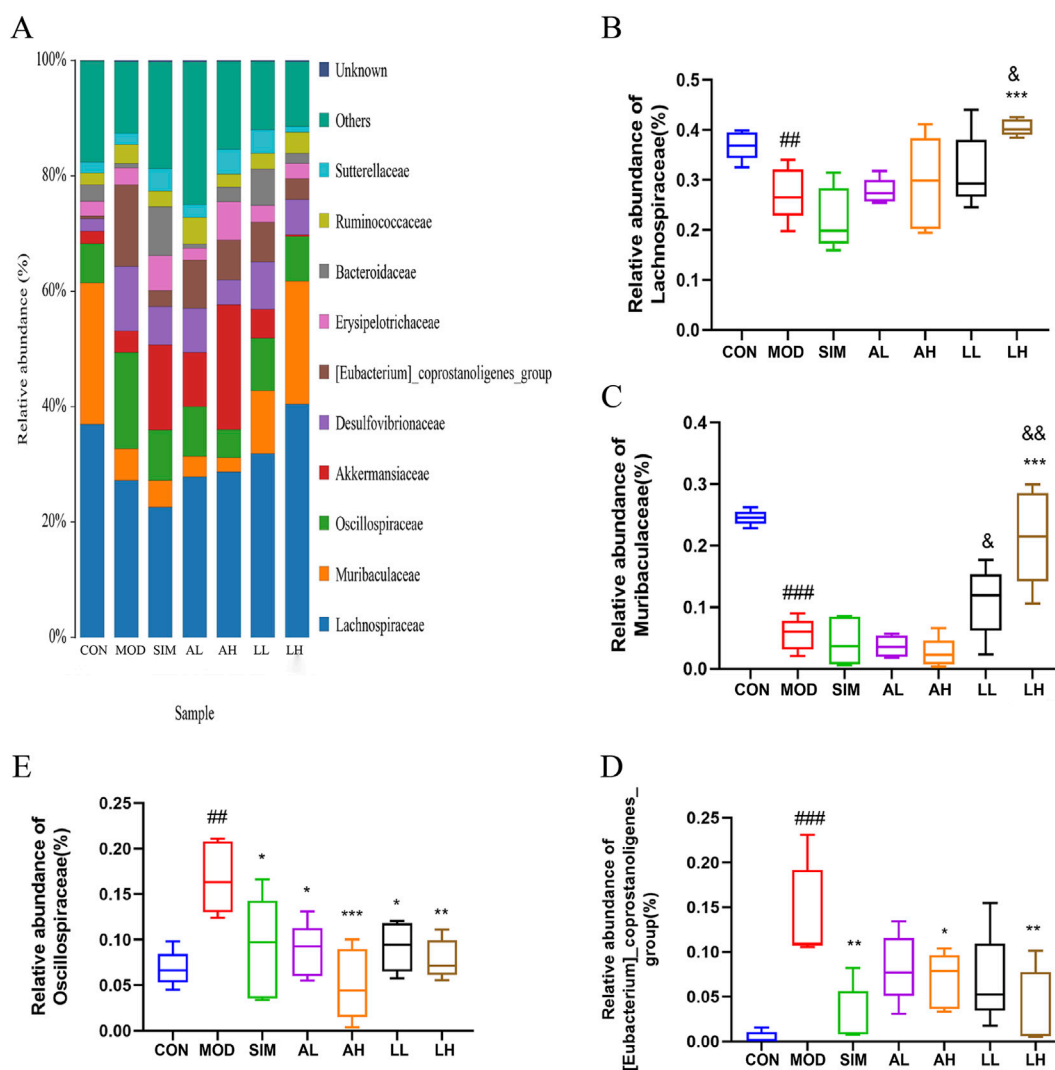 A
100%
80%
60%
40%
20%
0%
Relative abundance (%)
CON MOD SIM AL AH LL LH
Sample
Unknown
Others
Sutterellaceae
Ruminococcaceae
Bacteroidaceae
Erysipelotrichaceae
[Eubacterium]_coprostanoligenes_group
Desulfovibrionaceae
Akkermansiaceae
Oscillospiraceae
Muribaculaceae
Lachnospiraceae
B
Relative abundance of
Lachnospiraceae(%)
0.5
0.4
0.3
0.2
0.1
0.0
##
&
***
CON MOD SIM AL AH LL LH
C
Relative abundance of
Muribaculaceae(%)
0.4
0.3
0.2
0.1
0.0
###
&
&&
***
CON MOD SIM AL AH LL LH
E
Relative abundance of
Oscillospiraceae(%)
0.25
0.20
0.15
0.10
0.05
0.00
##
*
*
***
*
**
CON MOD SIM AL AH LL LH
D
Relative abundance of
[Eubacterium]_coprostanoligenes_
group(%)
0.25
0.20
0.15
0.10
0.05
0.00
###
**
*
**
CON MOD SIM AL AH LL LH